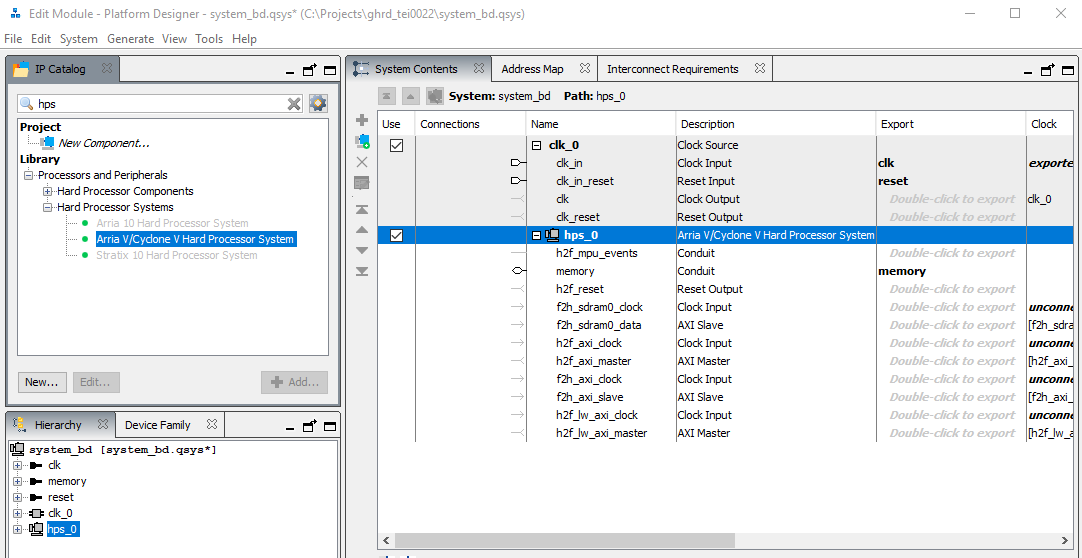 Edit Module - Platform Designer - system_bd.qsys* (C:\Projects\ghrd_tei0022\system_bd.qsys)
File Edit System Generate View Tools Help
IP Catalog
hps
Project
New Component...
Library
Processors and Peripherals
Hard Processor Components
Hard Processor Systems
Arria 10 Hard Processor System
Arria V/Cyclone V Hard Processor System
Stratix 10 Hard Processor System
New... Edit... Add...
Hierarchy Device Family
system_bd [system_bd.qsys*]
clk
memory
reset
clk_0
hps_0
System Contents Address Map Interconnect Requirements
System: system_bd Path: hps_0
Use Connections Name Description Export Clock
clk_0 Clock Source
clk_in Clock Input clk exporte
clk_in_reset Reset Input reset
clk Clock Output Double-click to export clk_0
clk_reset Reset Output Double-click to export
hps_0 Arria V/Cyclone V Hard Processor System
h2f_mpu_events Conduit Double-click to export
memory Conduit memory
h2f_reset Reset Output Double-click to export
f2h_sdram0_clock Clock Input Double-click to export unconne
f2h_sdram0_data AXI Slave Double-click to export [f2h_sdra
h2f_axi_clock Clock Input Double-click to export unconne
h2f_axi_master AXI Master Double-click to export [h2f_axi_
f2h_axi_clock Clock Input Double-click to export unconne
f2h_axi_slave AXI Slave Double-click to export [f2h_axi_
h2f_lw_axi_clock Clock Input Double-click to export unconne
h2f_lw_axi_master AXI Master Double-click to export [h2f_lw_a